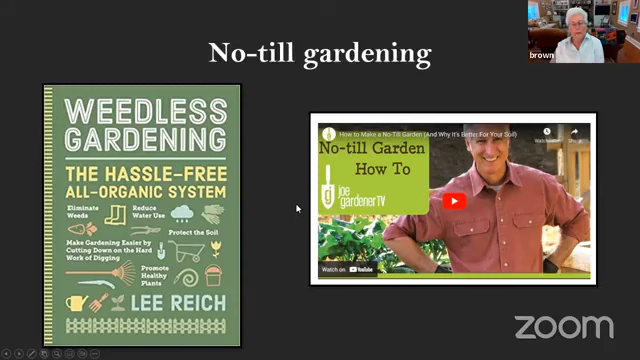 No-till gardening
brown
WEEDLESS
GARDENING
THE HASSLE-FREE
ALL-ORGANIC SYSTEM
Eliminate
Weeds
Reduce
Water Use
Protect the Soil
Make Gardening Easier by
Cutting Down on the Hard
Work of Digging
Promote
Healthy
Plants
LEE REICH
How to Make a No-Till Garden (And Why It's Better For Your Soil)
No-till Garden
How To
joe
gardener TV
Watch on YouTube
zoom